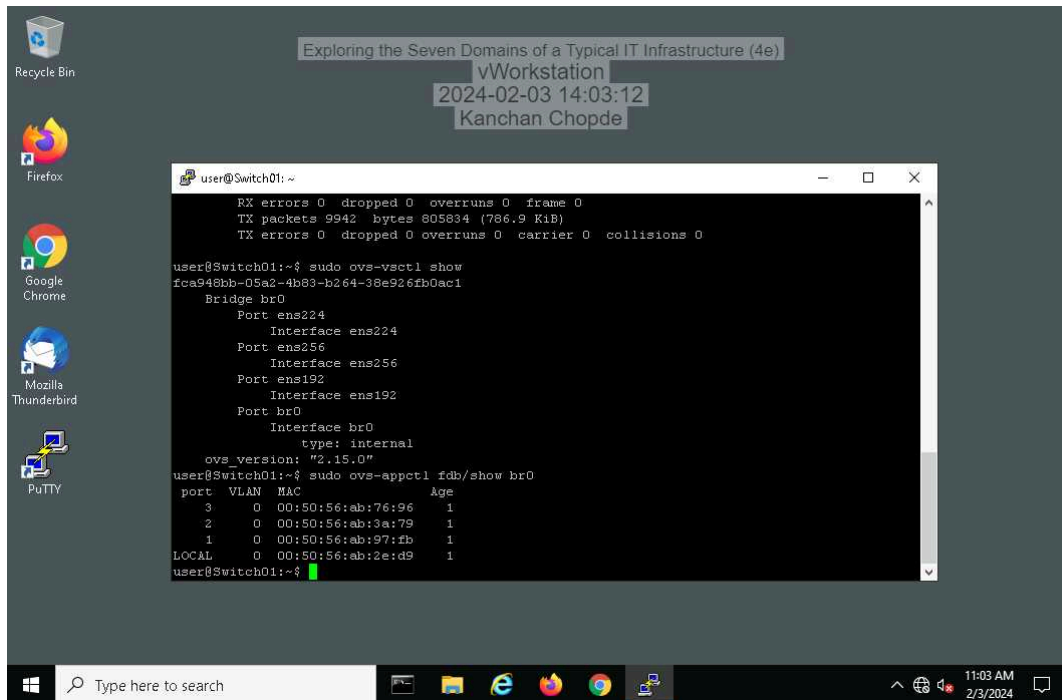 Recycle Bin
Firefox
Google
Chrome
Mozilla
Thunderbird
PuTTY
Exploring the Seven Domains of a Typical IT Infrastructure (4e)
vWorkstation
2024-02-03 14:03:12
Kanchan Chopde
user@Switch01: ~
RX errors 0  dropped 0  overruns 0  frame 0
TX packets 9942  bytes 805834 (786.9 KiB)
TX errors 0  dropped 0 overruns 0  carrier 0  collisions 0
user@Switch01:~$ sudo ovs-vsctl show
fca948bb-05a2-4b83-b264-38e926fb0ac1
Bridge br0
Port ens224
Interface ens224
Port ens256
Interface ens256
Port ens192
Interface ens192
Port br0
Interface br0
type: internal
ovs_version: "2.15.0"
user@Switch01:~$ sudo ovs-appctl fdb/show br0
port  VLAN  MAC                Age
3     0  00:50:56:ab:76:96    1
2     0  00:50:56:ab:3a:79    1
1     0  00:50:56:ab:97:fb    1
LOCAL     0  00:50:56:ab:2e:d9    1
user@Switch01:~$
Type here to search
11:03 AM
2/3/2024